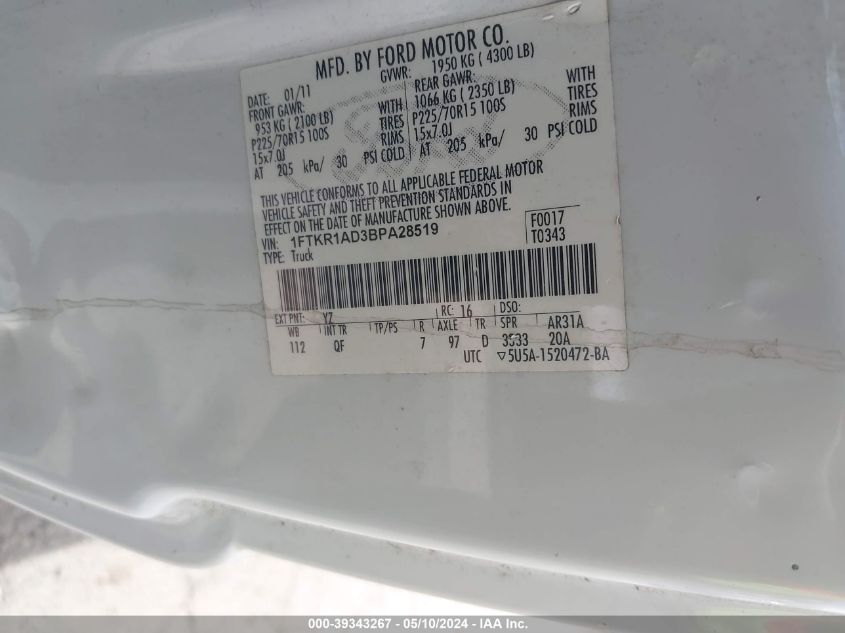 MFD. BY FORD MOTOR CO.
DATE: 01/11
GVWR: 1950 KG ( 4300 LB)
FRONT GAWR:
953 KG ( 2100 LB) WITH
P225/70R15 100S TIRES
15x7.0J RIMS
AT 205 kPa/ 30 PSI COLD
REAR GAWR: WITH
1066 KG ( 2350 LB) TIRES
P225/70R15 100S RIMS
15x7.0J
AT 205 kPa/ 30 PSI COLD
THIS VEHICLE CONFORMS TO ALL APPLICABLE FEDERAL MOTOR
VEHICLE SAFETY AND THEFT PREVENTION STANDARDS IN
EFFECT ON THE DATE OF MANUFACTURE SHOWN ABOVE.
VIN: 1FTKR1AD3BPA28519
TYPE: Truck
F0017
T0343
EXT PNT: YZ RC: 16 DSO:
WB INT TR TP/PS R AXLE TR SPR AR31A
112 QF 7 97 D 3533 20A
UTC ▽5U5A-1520472-BA
000-39343267 - 05/10/2024 - IAA Inc.